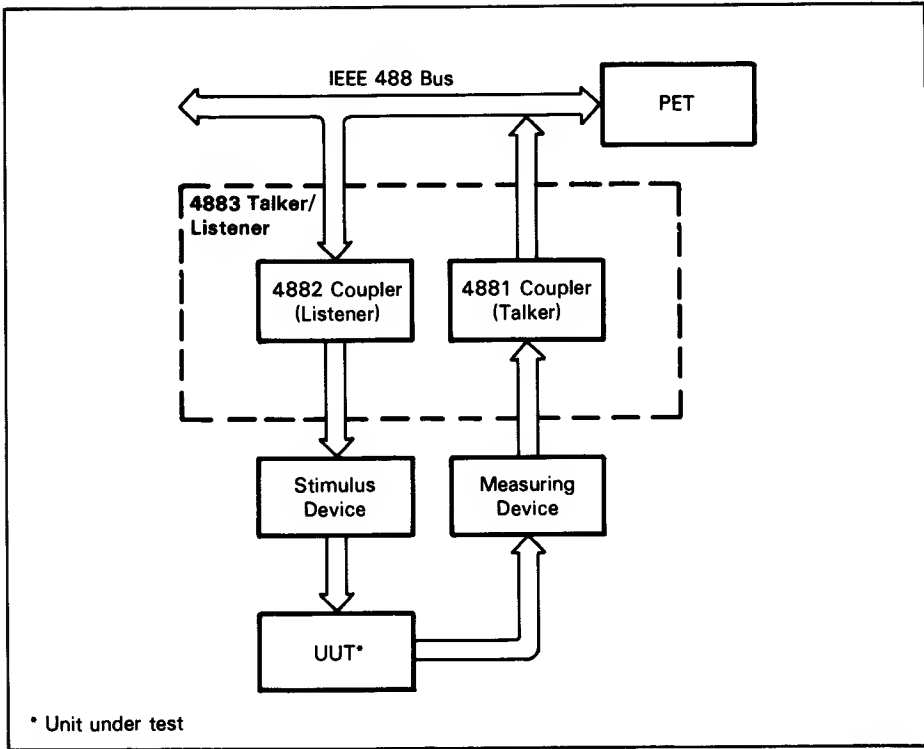 IEEE 488 Bus
PET
4883 Talker/
Listener
4882 Coupler
(Listener)
4881 Coupler
(Talker)
Stimulus
Device
Measuring
Device
UUT*
* Unit under test